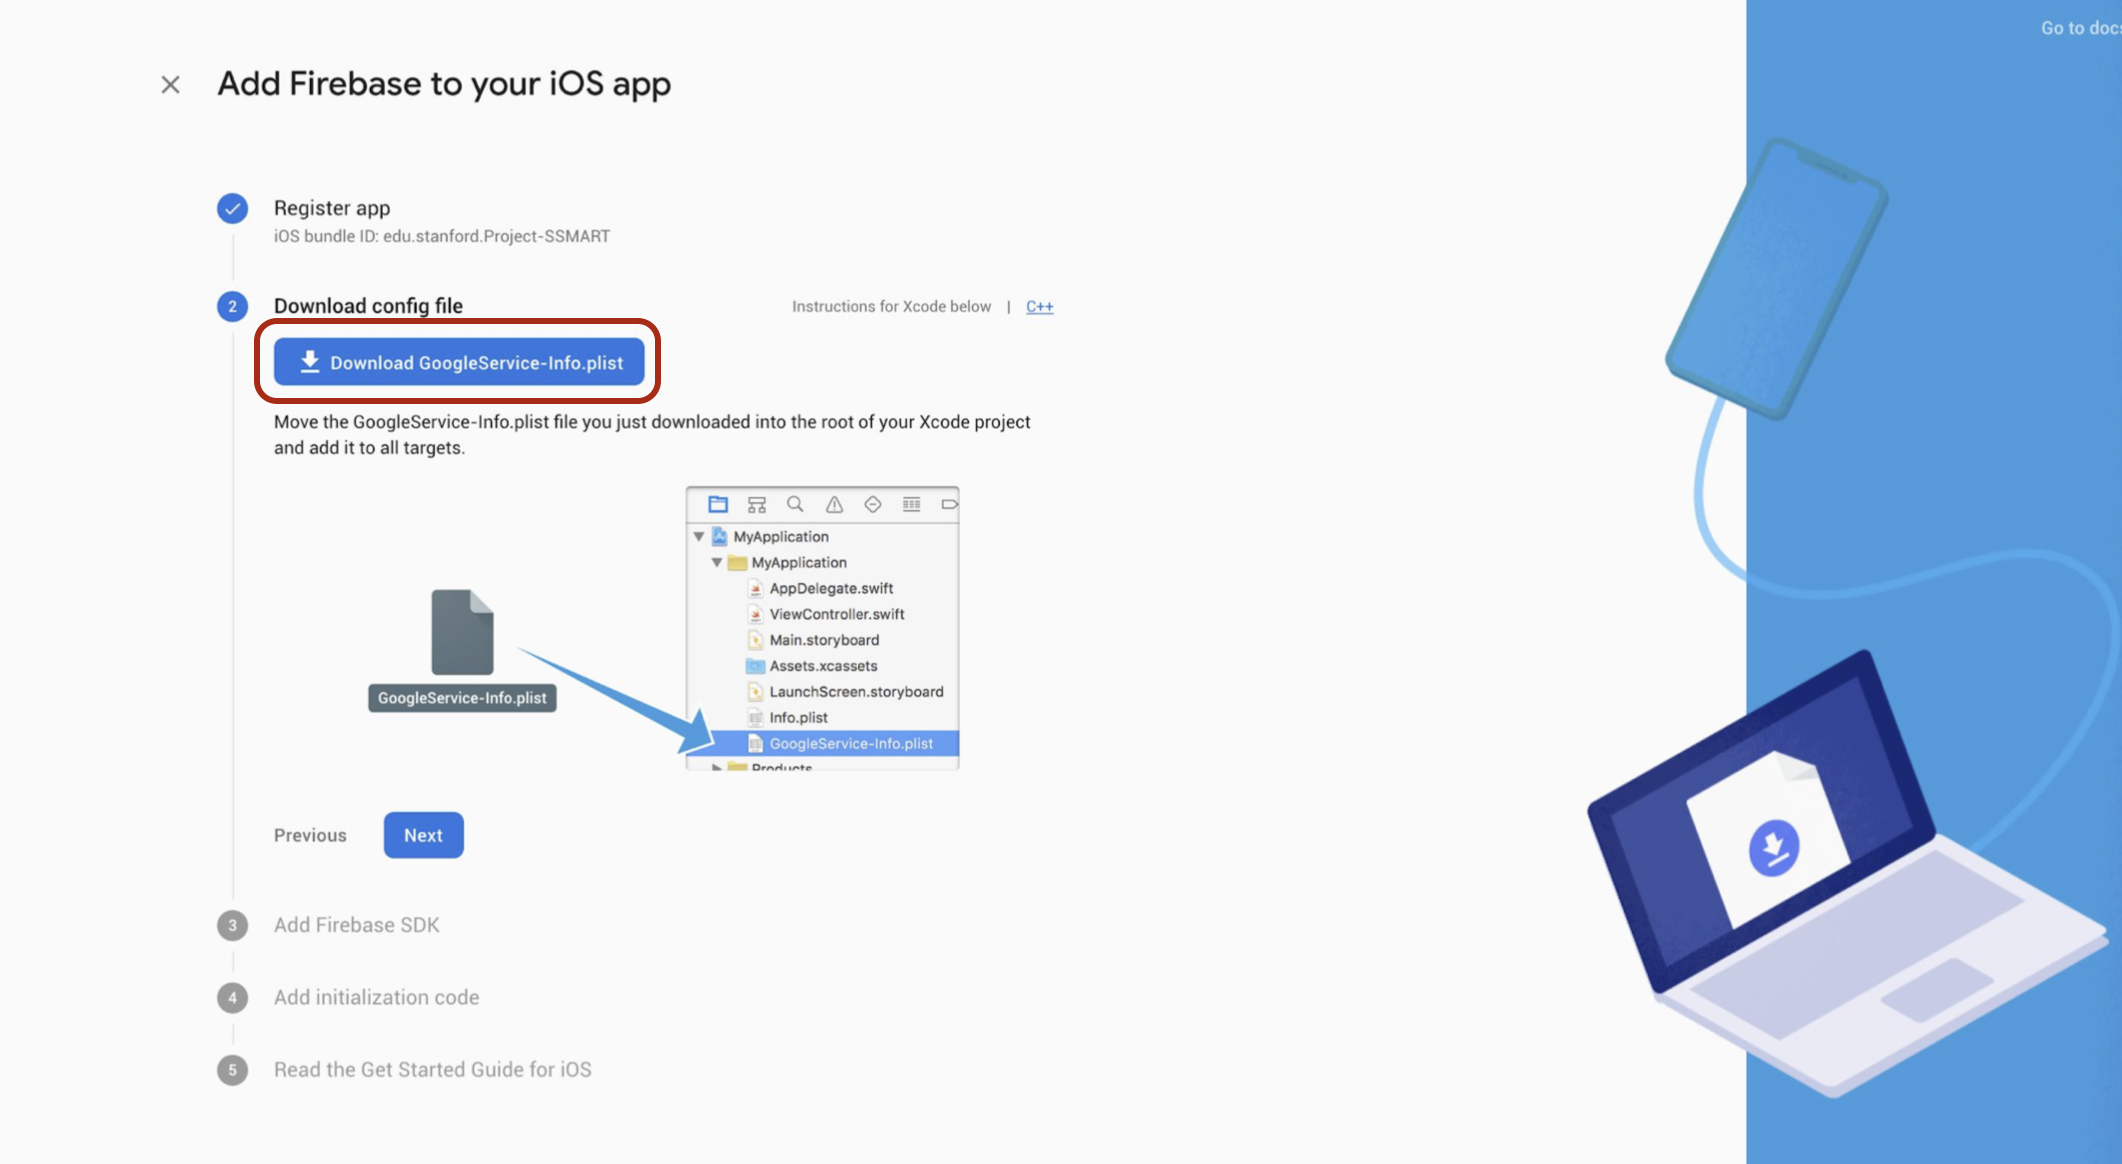 Go to docs
Add Firebase to your iOS app
Register app
iOS bundle ID: edu.stanford.Project-SSMART
2
Download config file
Instructions for Xcode below | C++
Download GoogleService-Info.plist
Move the GoogleService-Info.plist file you just downloaded into the root of your Xcode project
and add it to all targets.
MyApplication
MyApplication
AppDelegate.swift
ViewController.swift
Main.storyboard
Assets.xcassets
LaunchScreen.storyboard
Info.plist
GoogleService-Info.plist
Products
GoogleService-Info.plist
Previous
Next
3
Add Firebase SDK
4
Add initialization code
5
Read the Get Started Guide for iOS